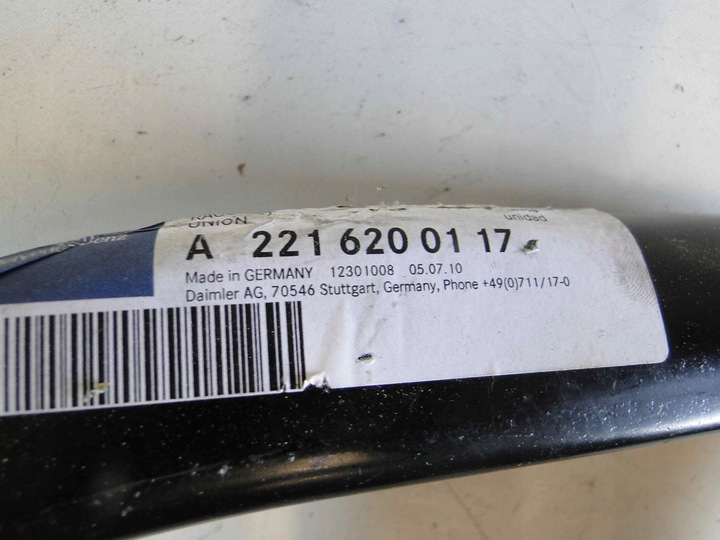 UNION
unidad
A 221 620 01 17
Made in GERMANY 12301008 05.07.10
Daimler AG, 70546 Stuttgart, Germany, Phone +49(0)711/17-0